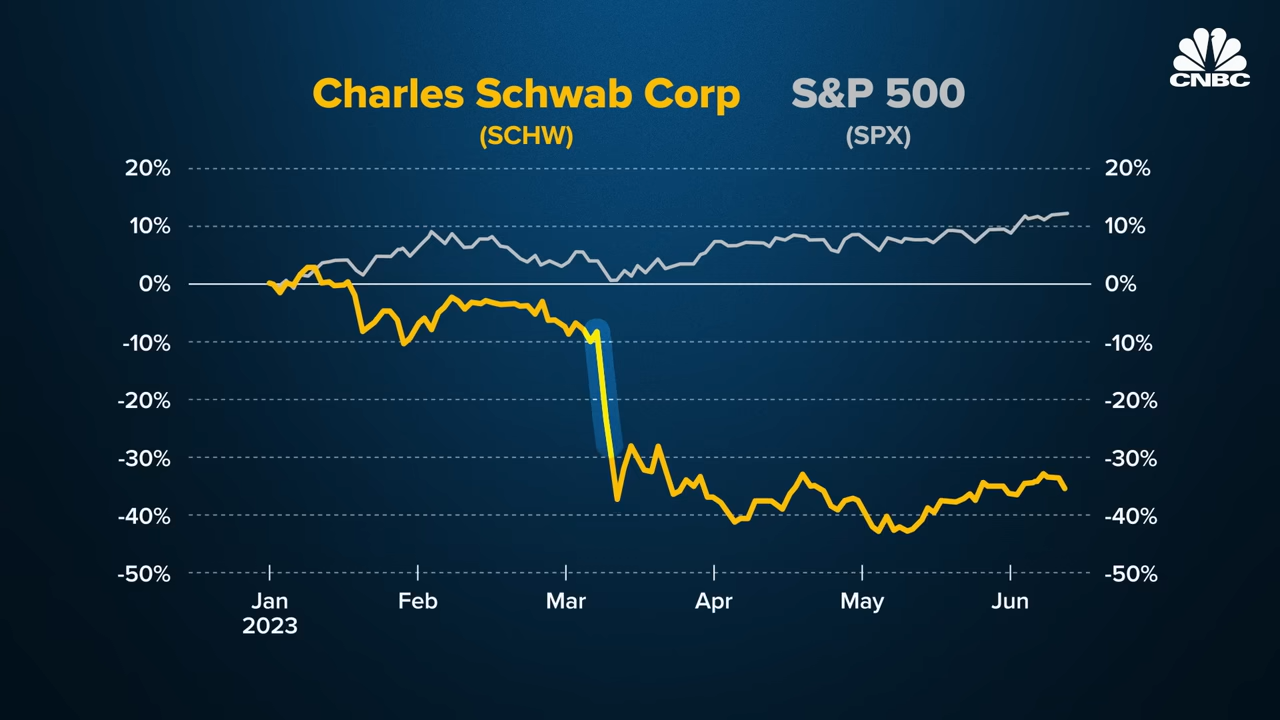 CNBC
Charles Schwab Corp S&P 500
(SCHW) (SPX)
20% 20%
10% 10%
0% 0%
-10% -10%
-20% -20%
-30% -30%
-40% -40%
-50% -50%
Jan Feb Mar Apr May Jun
2023